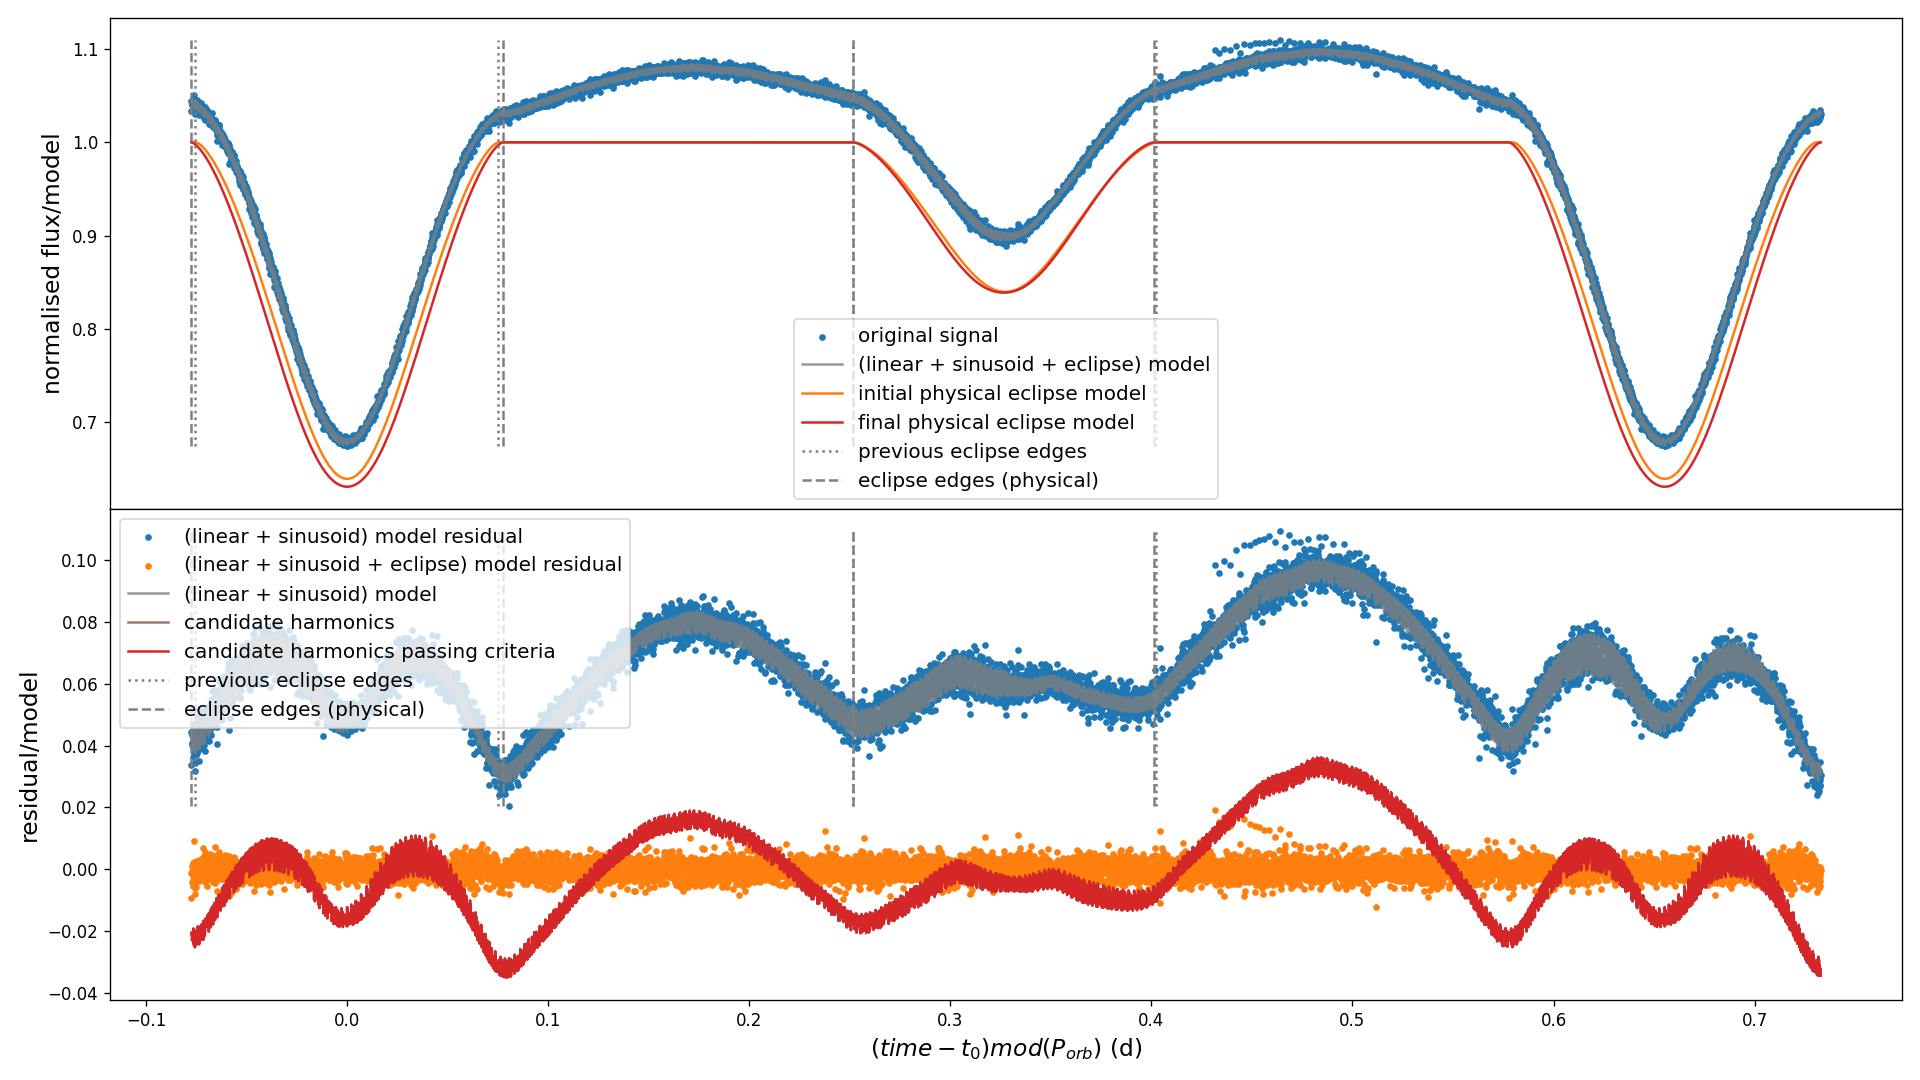 normalised flux/model
1.1
1.0
0.9
0.8
0.7
original signal
(linear + sinusoid + eclipse) model
initial physical eclipse model
final physical eclipse model
previous eclipse edges
eclipse edges (physical)
residual/model
0.10
0.08
0.06
0.04
0.02
0.00
−0.02
−0.04
(linear + sinusoid) model residual
(linear + sinusoid + eclipse) model residual
(linear + sinusoid) model
candidate harmonics
candidate harmonics passing criteria
previous eclipse edges
eclipse edges (physical)
−0.1 0.0 0.1 0.2 0.3 0.4 0.5 0.6 0.7
(time − t₀)mod(Pₒᵣb) (d)